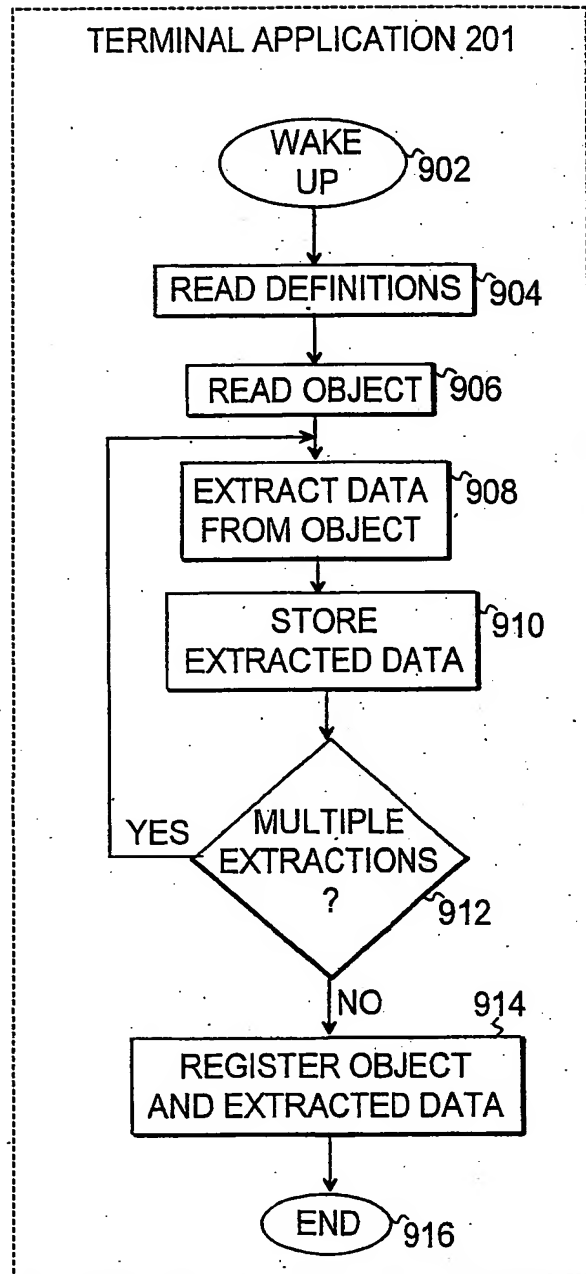 TERMINAL APPLICATION 201
WAKE
UP
902
READ DEFINITIONS
904
READ OBJECT
906
EXTRACT DATA
FROM OBJECT
908
STORE
EXTRACTED DATA
910
YES
MULTIPLE
EXTRACTIONS
?
912
NO
914
REGISTER OBJECT
AND EXTRACTED DATA
END
916